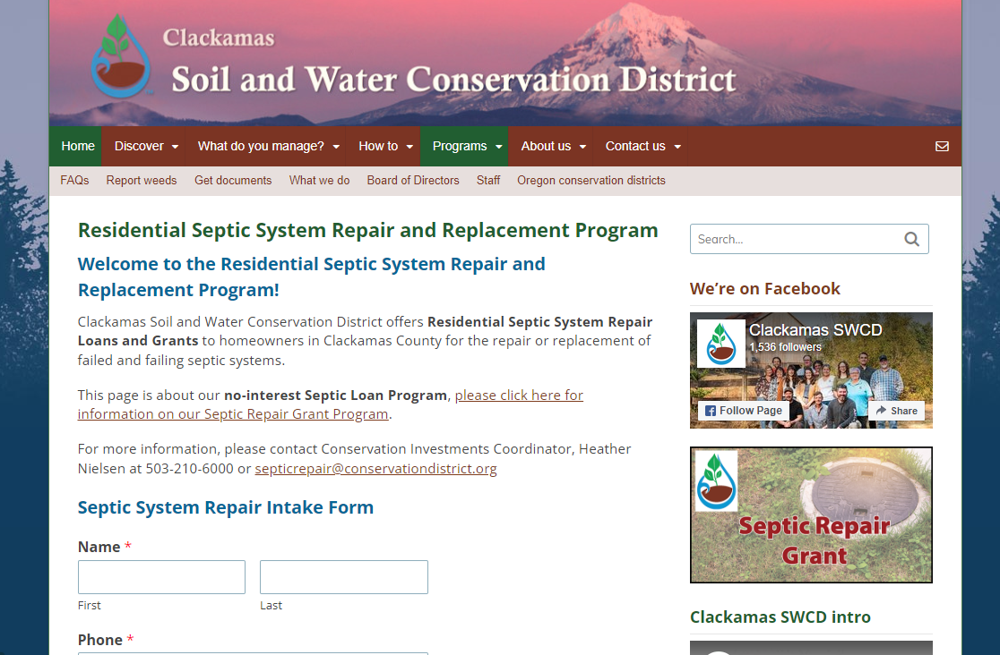 Clackamas
Soil and Water Conservation District
Home
Discover
What do you manage?
How to
Programs
About us
Contact us
FAQs
Report weeds
Get documents
What we do
Board of Directors
Staff
Oregon conservation districts
Residential Septic System Repair and Replacement Program
Welcome to the Residential Septic System Repair and
Replacement Program!
Clackamas Soil and Water Conservation District offers Residential Septic System Repair
Loans and Grants to homeowners in Clackamas County for the repair or replacement of
failed and failing septic systems.
This page is about our no-interest Septic Loan Program, please click here for
information on our Septic Repair Grant Program.
For more information, please contact Conservation Investments Coordinator, Heather
Nielsen at 503-210-6000 or septicrepair@conservationdistrict.org
Septic System Repair Intake Form
Name *
First
Last
Phone *
Search...
We’re on Facebook
Clackamas SWCD
1,536 followers
Follow Page
Share
Septic Repair
Grant
Clackamas SWCD intro